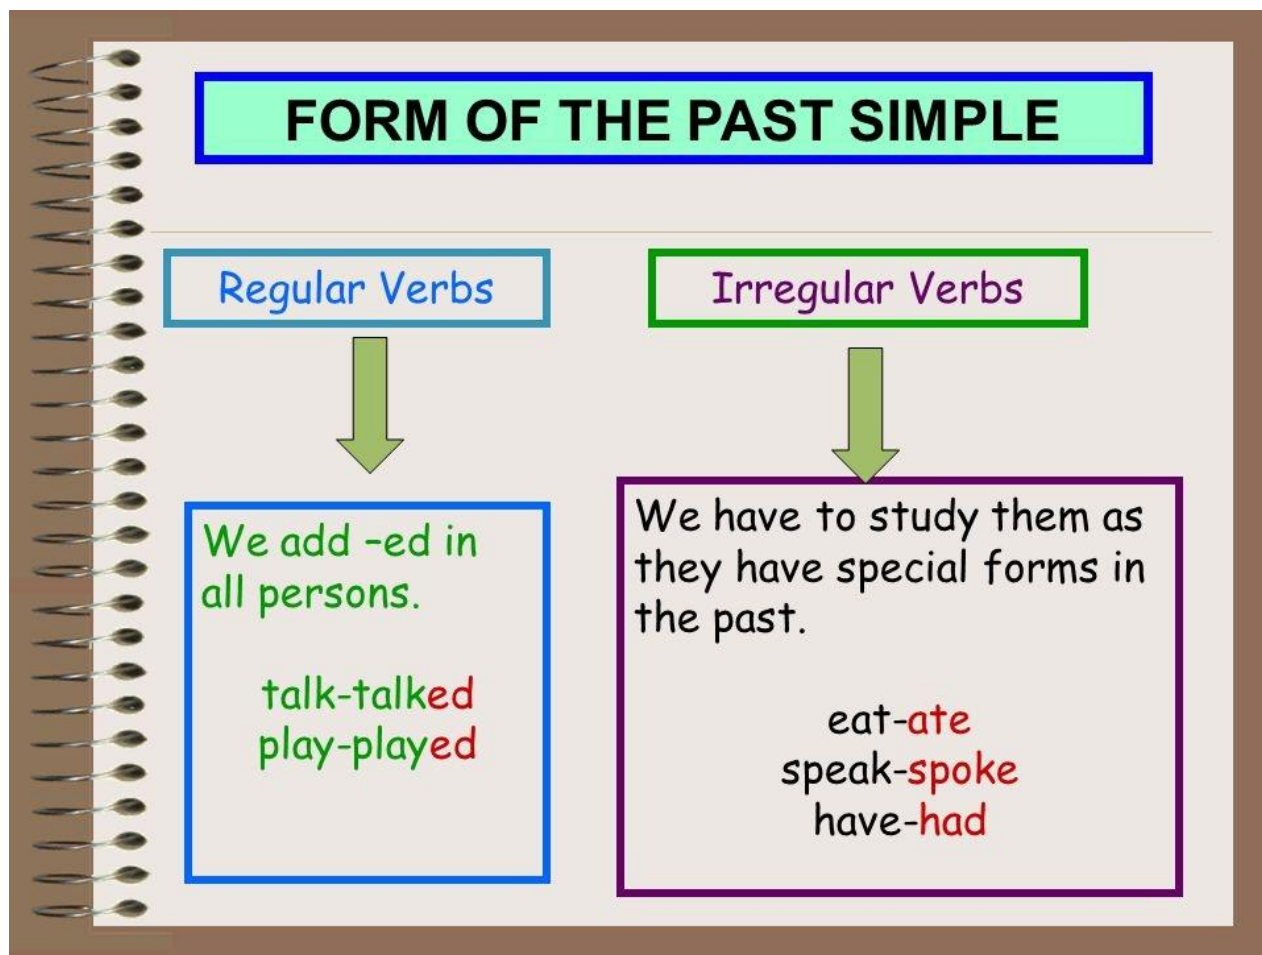 FORM OF THE PAST SIMPLE
Regular Verbs
We add –ed in
all persons.
talk-talked
play-played
Irregular Verbs
We have to study them as
they have special forms in
the past.
eat-ate
speak-spoke
have-had